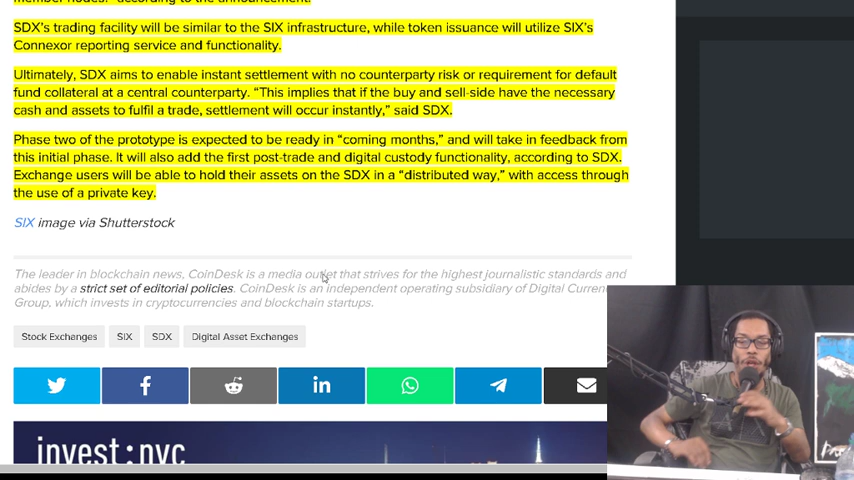 SDX's trading facility will be similar to the SIX infrastructure, while token issuance will utilize SIX's
Connexor reporting service and functionality.
Ultimately, SDX aims to enable instant settlement with no counterparty risk or requirement for default
fund collateral at a central counterparty. “This implies that if the buy and sell-side have the necessary
cash and assets to fulfil a trade, settlement will occur instantly,” said SDX.
Phase two of the prototype is expected to be ready in “coming months,” and will take in feedback from
this initial phase. It will also add the first post-trade and digital custody functionality, according to SDX.
Exchange users will be able to hold their assets on the SDX in a “distributed way,” with access through
the use of a private key.
SIX image via Shutterstock
The leader in blockchain news, CoinDesk is a media outlet that strives for the highest journalistic standards and
abides by a strict set of editorial policies. CoinDesk is an independent operating subsidiary of Digital
Group, which invests in cryptocurrencies and blockchain startups.
Stock Exchanges SIX SDX Digital Asset Exchanges
invest:nyc